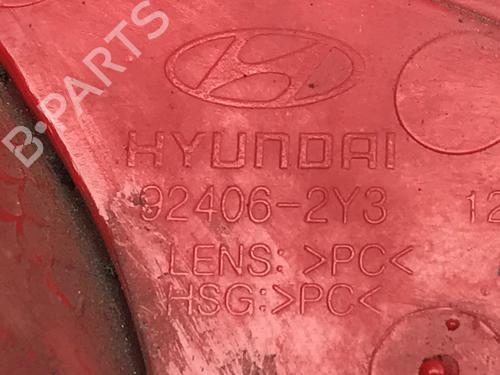 B-PARTS
HYUNDAI
92406-2Y3 12
LENS: >PC<
HSG: >PC<